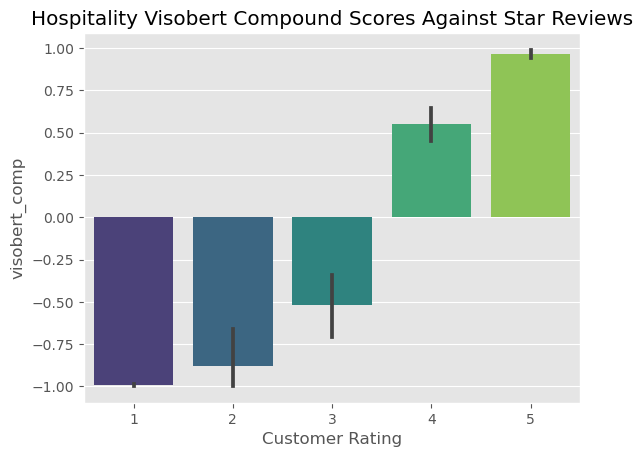 Hospitality Visobert Compound Scores Against Star Reviews
1.00
0.75
0.50
0.25
0.00
−0.25
−0.50
−0.75
−1.00
visobert_comp
1 2 3 4 5
Customer Rating